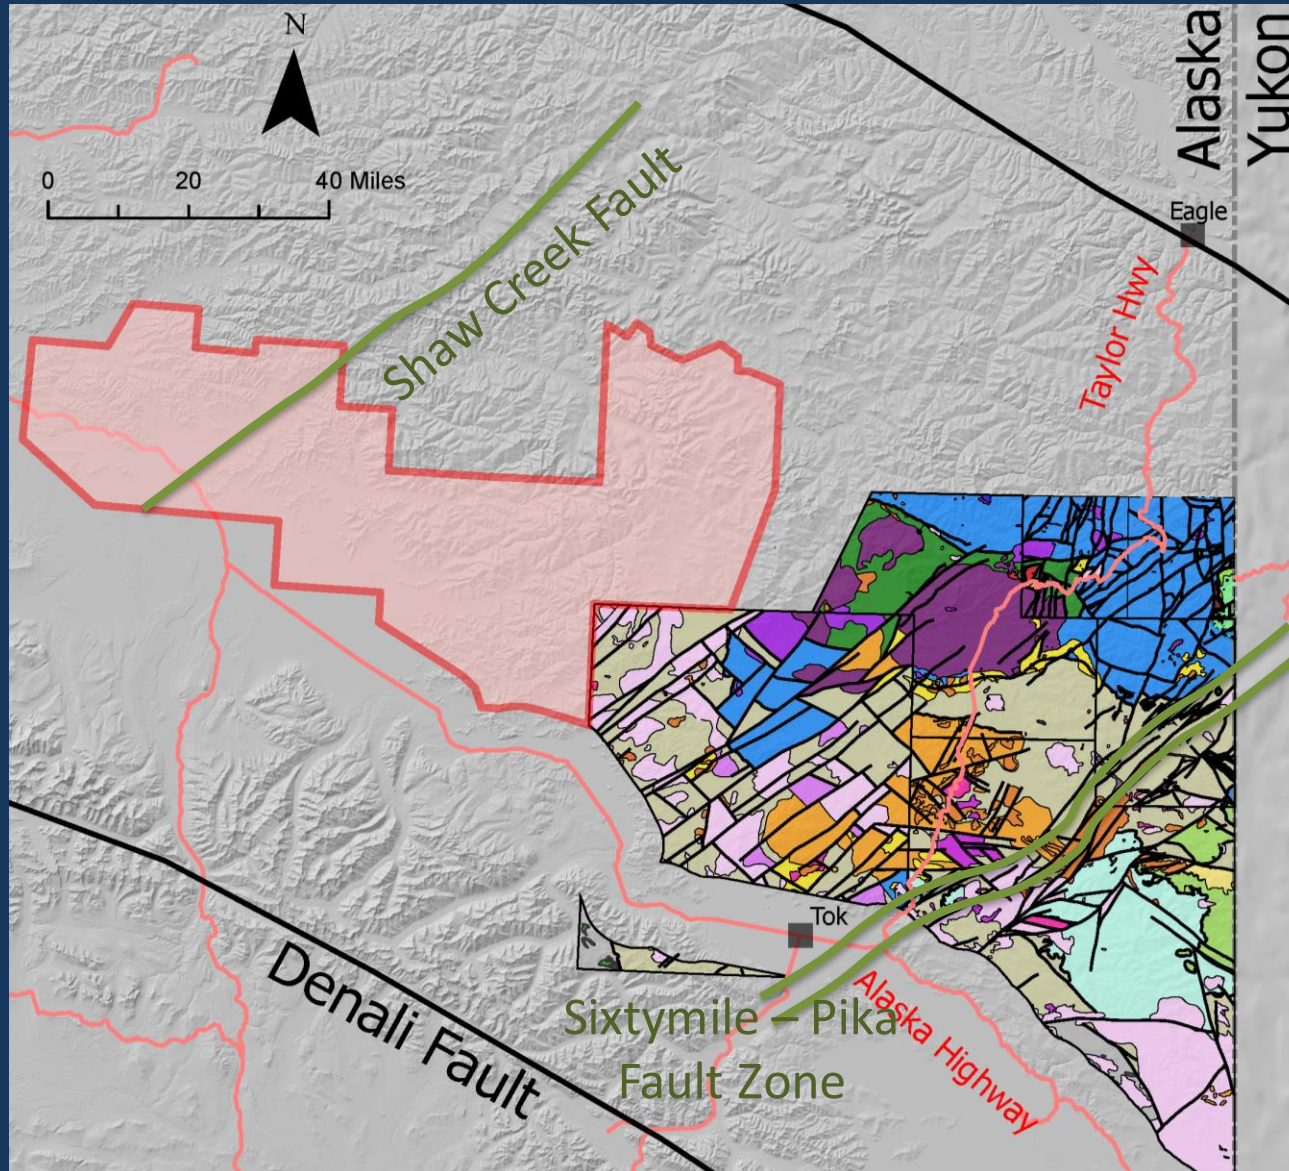 N
0 20 40 Miles
Alaska
Yukon
Eagle
Shaw Creek Fault
Taylor Hwy
Tok
Denali Fault
Alaska Highway
Sixtymile – Pika
Fault Zone